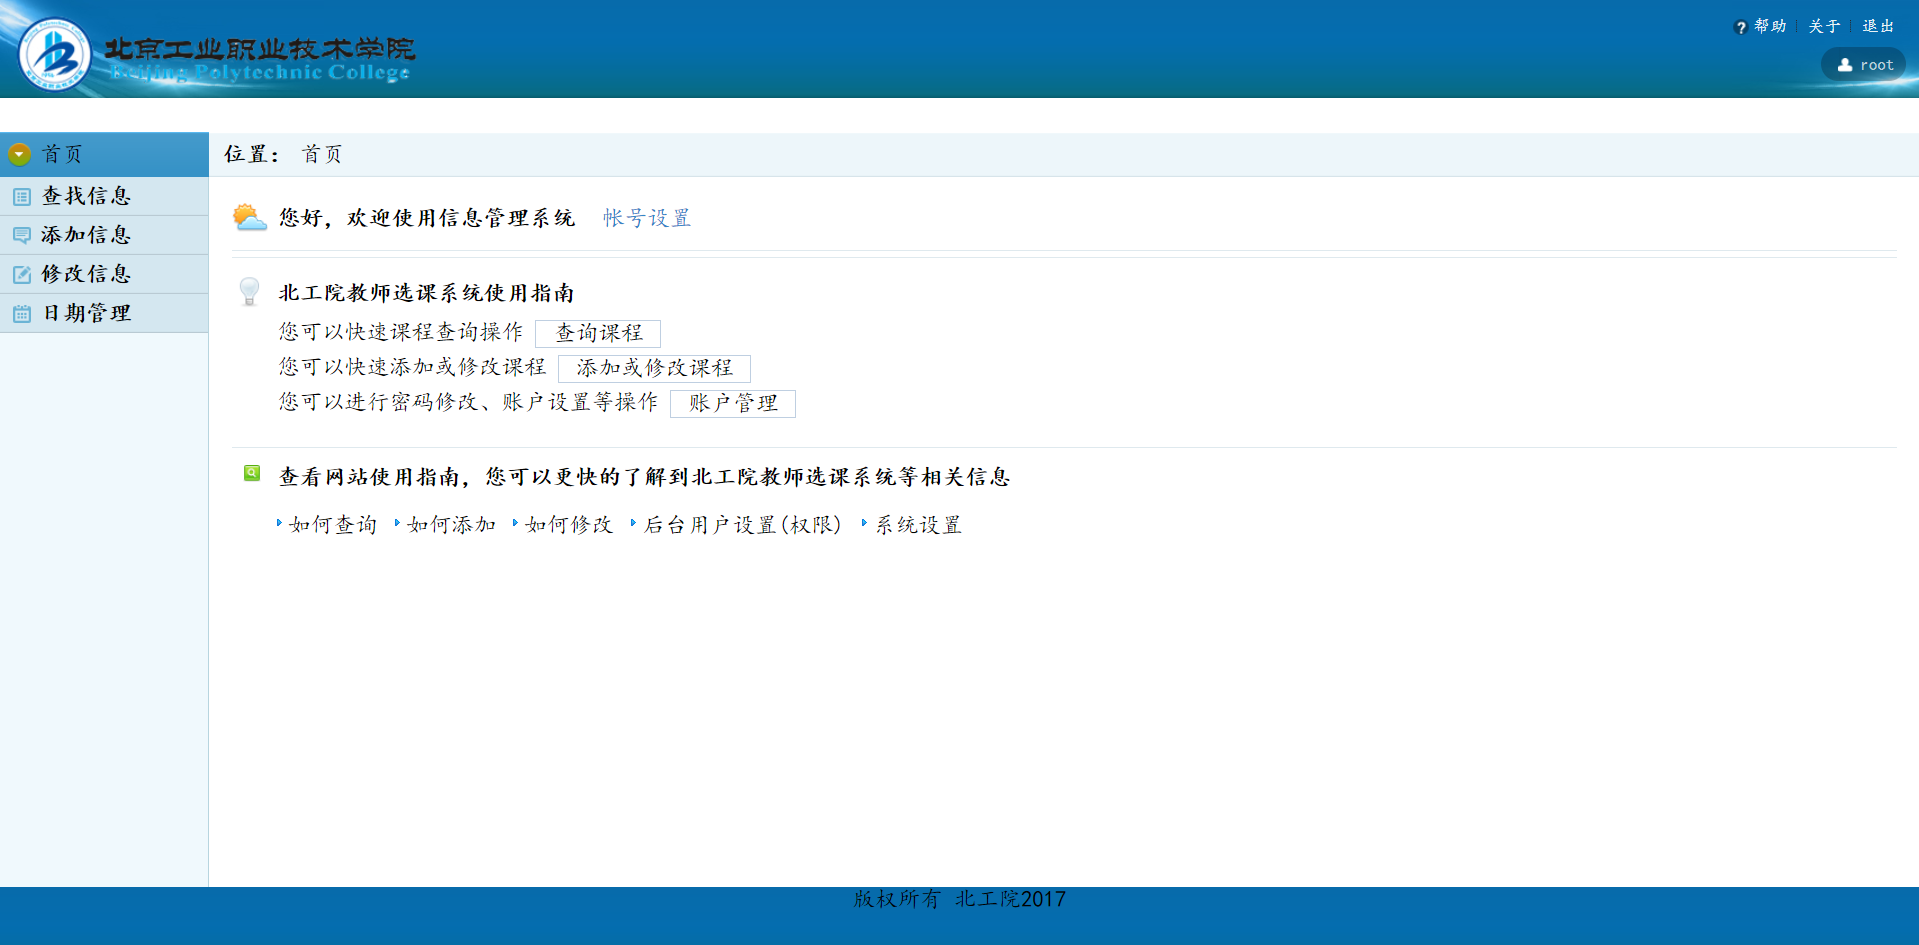 北京工业职业技术学院
Beijing Polytechnic College
帮助 关于 退出
root
首页
查找信息
添加信息
修改信息
日期管理
位置： 首页
您好，欢迎使用信息管理系统 帐号设置
北工院教师选课系统使用指南
您可以快速课程查询操作 查询课程
您可以快速添加或修改课程 添加或修改课程
您可以进行密码修改、账户设置等操作 账户管理
查看网站使用指南，您可以更快的了解到北工院教师选课系统等相关信息
如何查询 如何添加 如何修改 后台用户设置(权限) 系统设置
版权所有 北工院2017